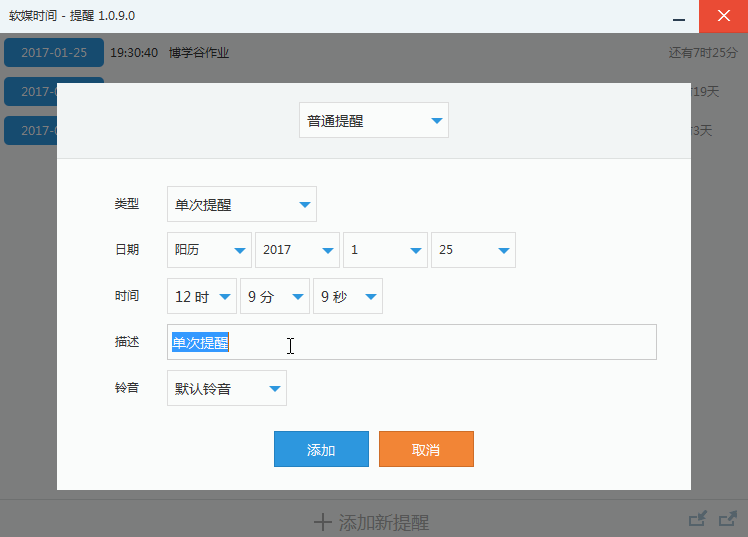 软媒时间 - 提醒 1.0.9.0
2017-01-25 19:30:40 博学谷作业 还有7时25分
2017-0 19天
2017-0 3天
普通提醒
类型 单次提醒
日期 阳历 2017 1 25
时间 12 时 9 分 9 秒
描述 单次提醒
铃音 默认铃音
添加 取消
添加新提醒